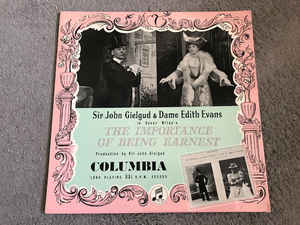 Sir John Gielgud & Dame Edith Evans
in Oscar Wilde's
THE IMPORTANCE
OF BEING EARNEST
Production by Sir John Gielgud
COLUMBIA
LONG PLAYING 33⅓ R.P.M. RECORD